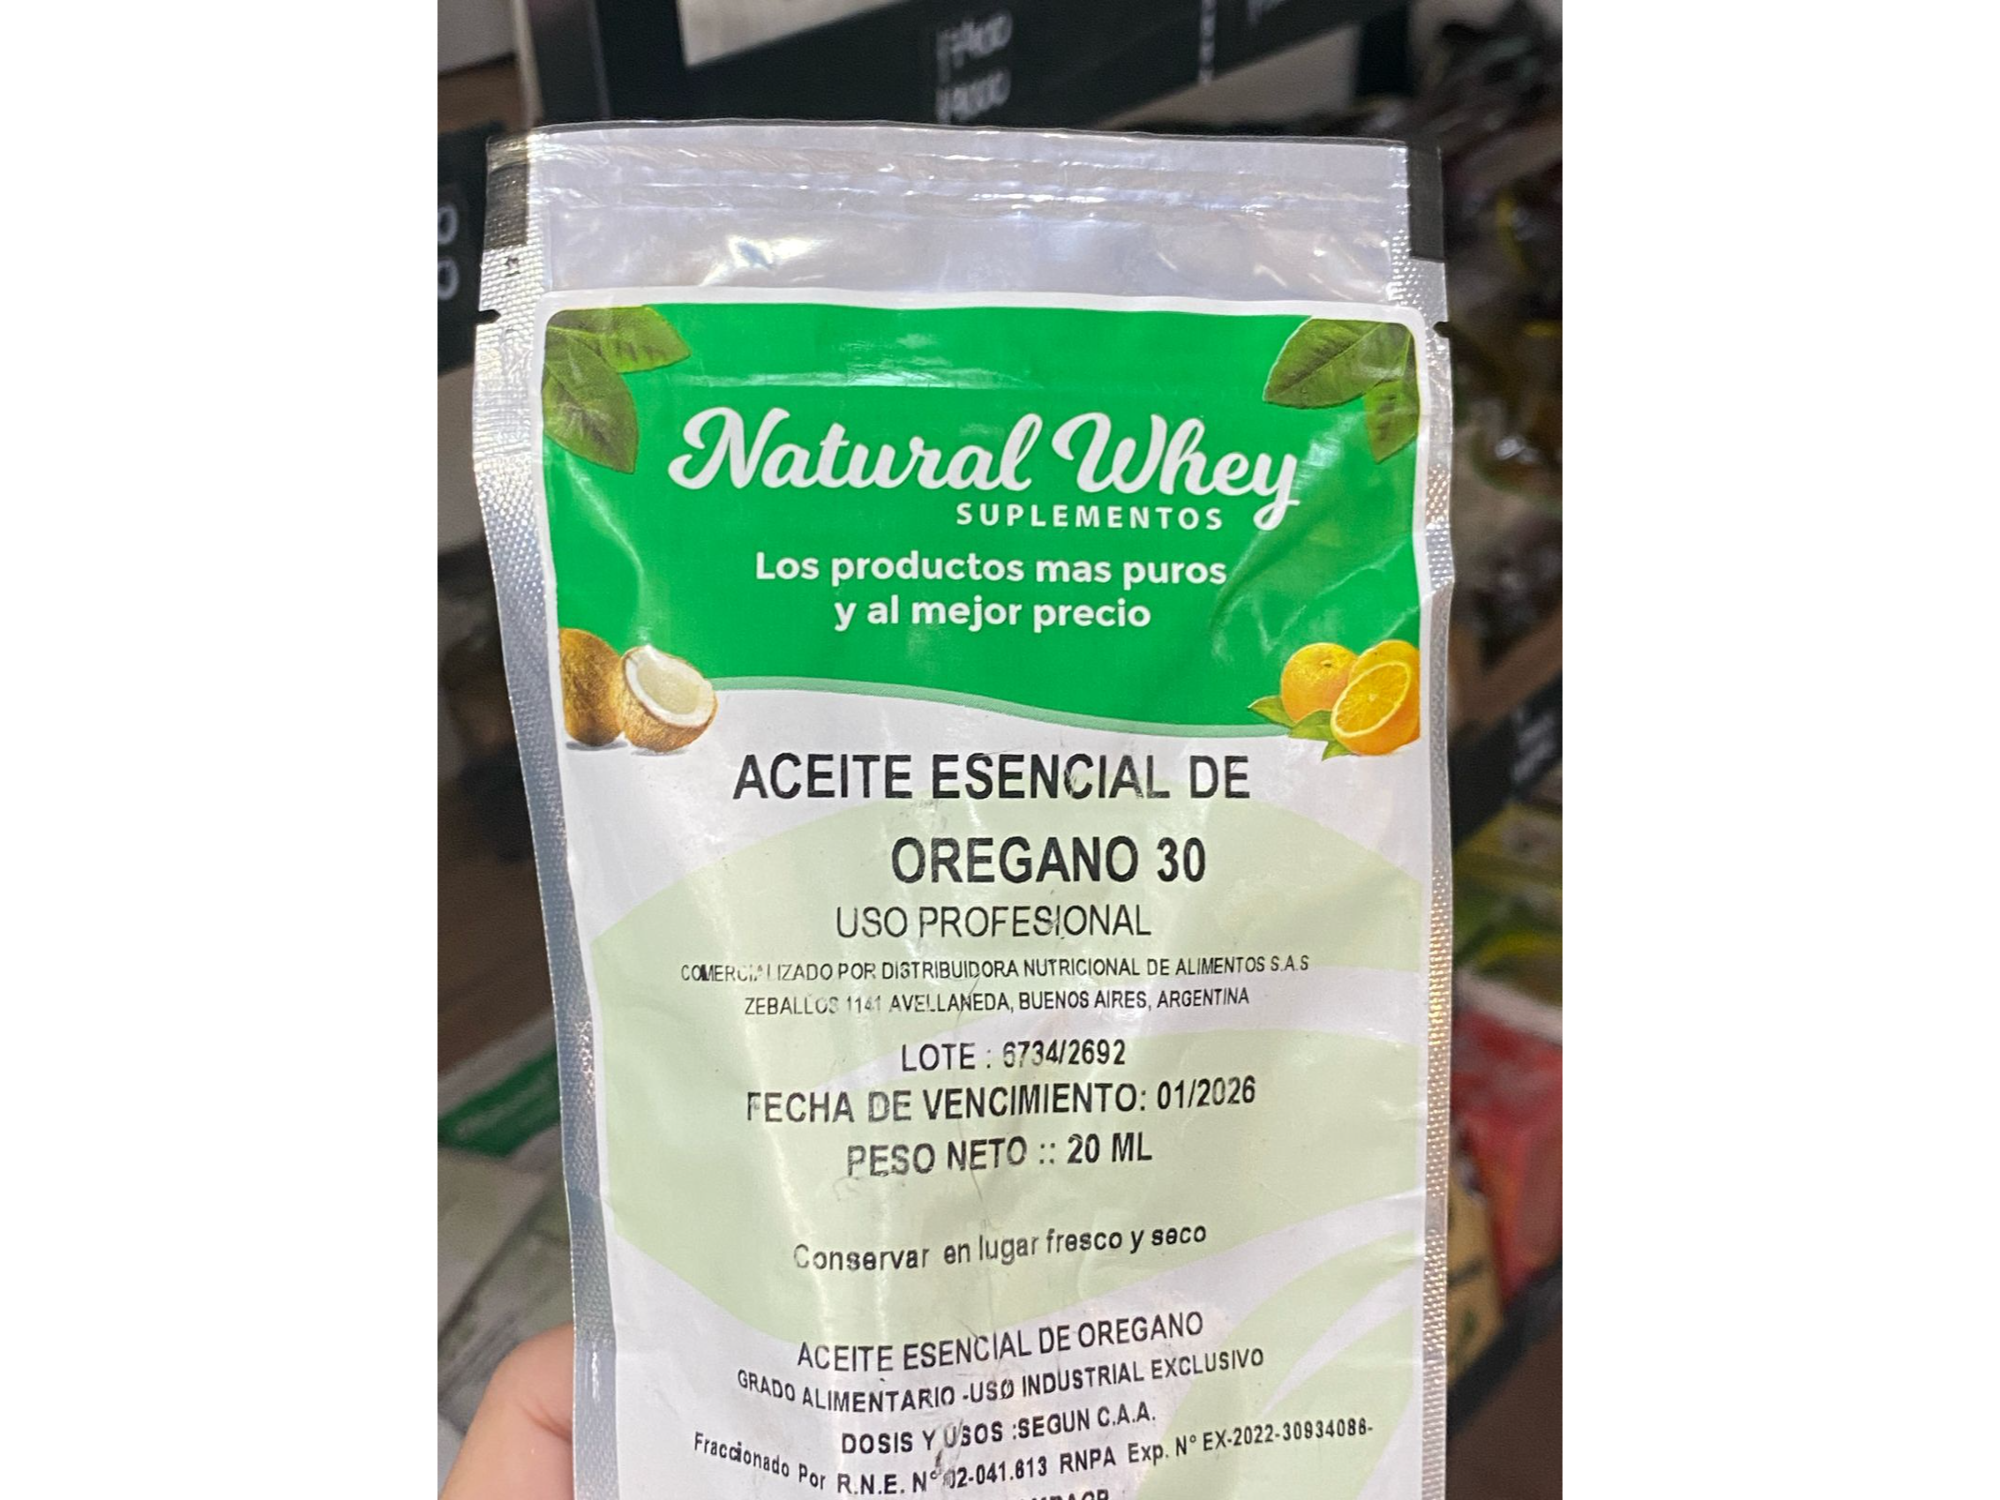 Natural Whey
SUPLEMENTOS
Los productos mas puros
y al mejor precio
ACEITE ESENCIAL DE
OREGANO 30
USO PROFESIONAL
COMERCIALIZADO POR DISTRIBUIDORA NUTRICIONAL DE ALIMENTOS S.A.S
ZEBALLOS 1141 AVELLANEDA, BUENOS AIRES, ARGENTINA
LOTE : 6734/2692
FECHA DE VENCIMIENTO: 01/2026
PESO NETO :: 20 ML
Conservar en lugar fresco y seco
ACEITE ESENCIAL DE OREGANO
GRADO ALIMENTARIO -USO INDUSTRIAL EXCLUSIVO
DOSIS Y USOS :SEGUN C.A.A.
Fraccionado Por R.N.E. N° 02-041.613 RNPA Exp. N° EX-2022-30934086-